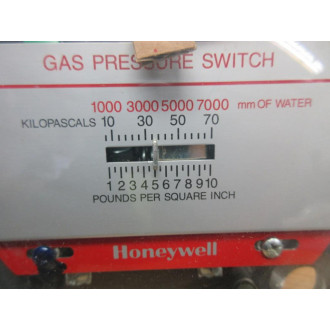 GAS PRESSURE SWITCH
1000 3000 5000 7000 mm OF WATER
KILOPASCALS 10 30 50 70
1 2 3 4 5 6 7 8 9 10
POUNDS PER SQUARE INCH
Honeywell